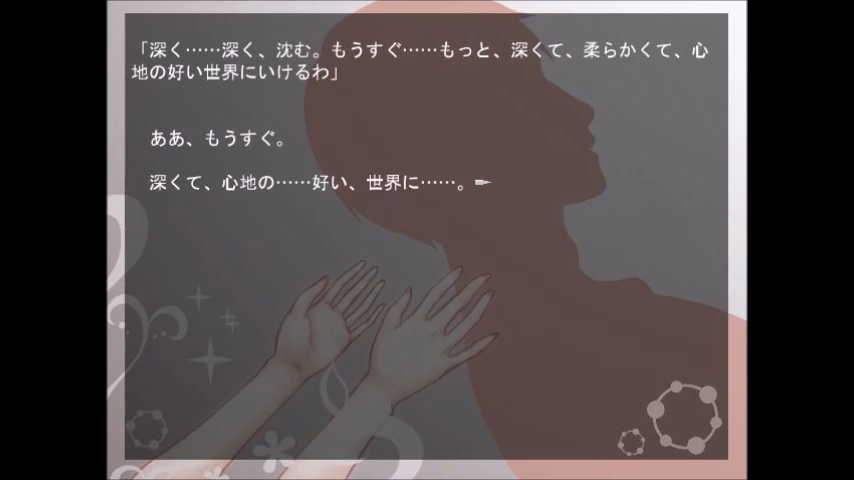 「深く……深く、沈む。もうすぐ……もっと、深くて、柔らかくて、心
地の好い世界にいけるわ」
ああ、もうすぐ。
深くて、心地の……好い、世界に……。